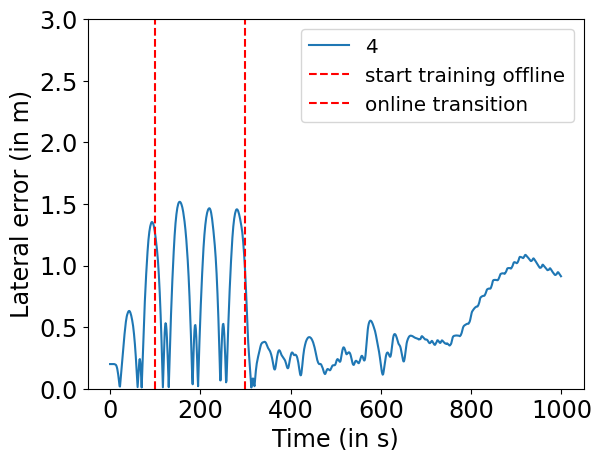 3.0
2.5
2.0
1.5
1.0
0.5
0.0
Lateral error (in m)
4
start training offline
online transition
0 200 400 600 800 1000
Time (in s)